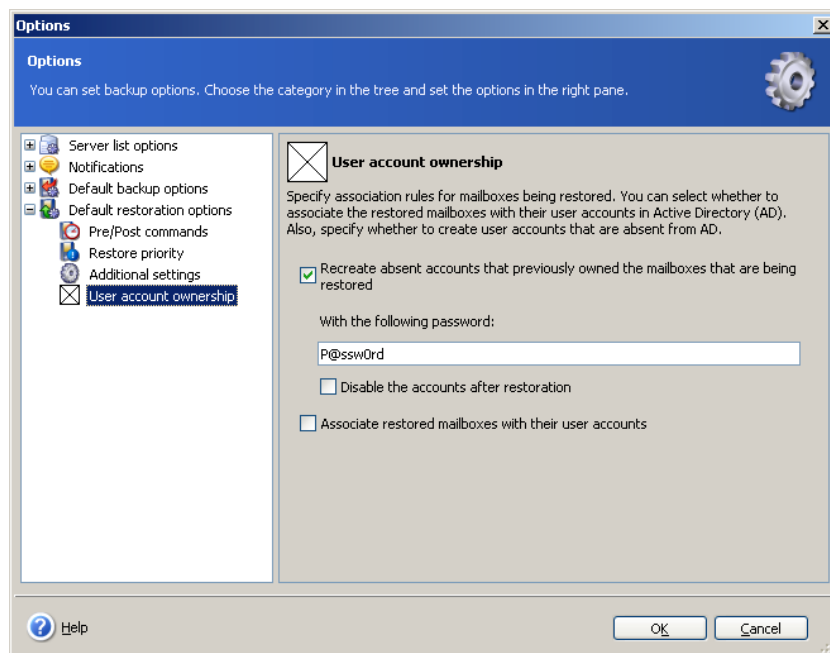 Options
Options
You can set backup options. Choose the category in the tree and set the options in the right pane.
Server list options
Notifications
Default backup options
Default restoration options
Pre/Post commands
Restore priority
Additional settings
User account ownership
User account ownership
Specify association rules for mailboxes being restored. You can select whether to
associate the restored mailboxes with their user accounts in Active Directory (AD).
Also, specify whether to create user accounts that are absent from AD.
Recreate absent accounts that previously owned the mailboxes that are being
restored
With the following password:
P@ssw0rd
Disable the accounts after restoration
Associate restored mailboxes with their user accounts
Help
OK
Cancel